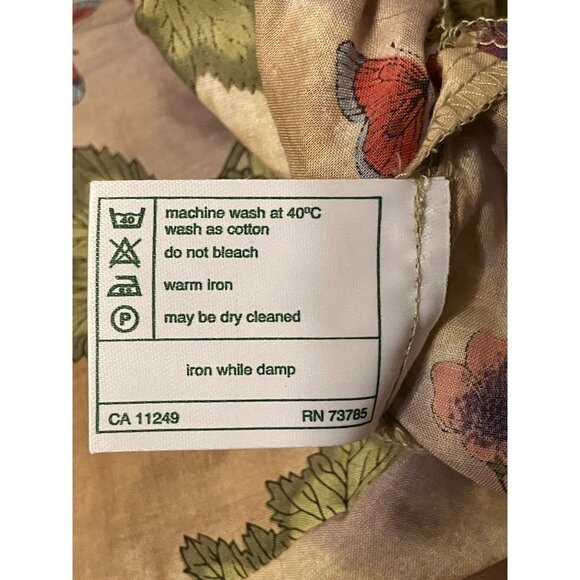 40
machine wash at 40ºC
wash as cotton
do not bleach
warm iron
P
may be dry cleaned
iron while damp
CA 11249
RN 73785